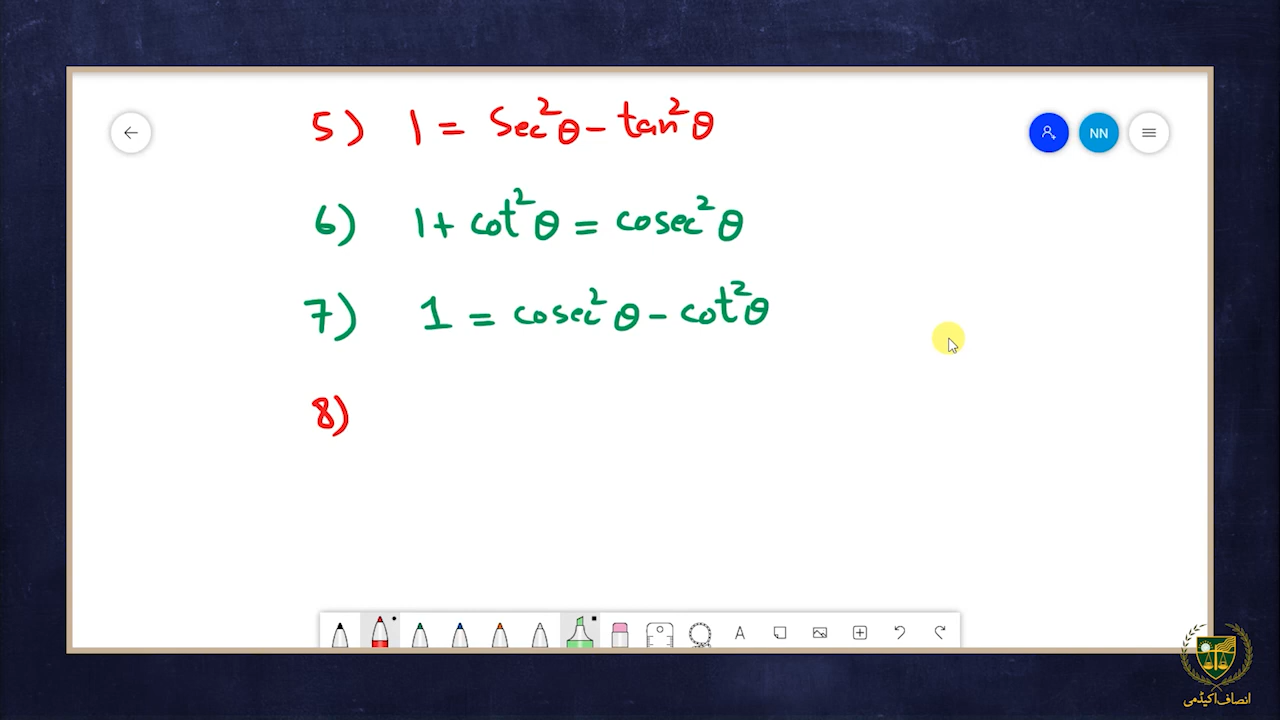 5) 1 = Sec²θ - tan²θ
NN
6) 1 + cot²θ = cosec²θ
7) 1 = cosec²θ - cot²θ
8)
A
انصاف اکیڈمی